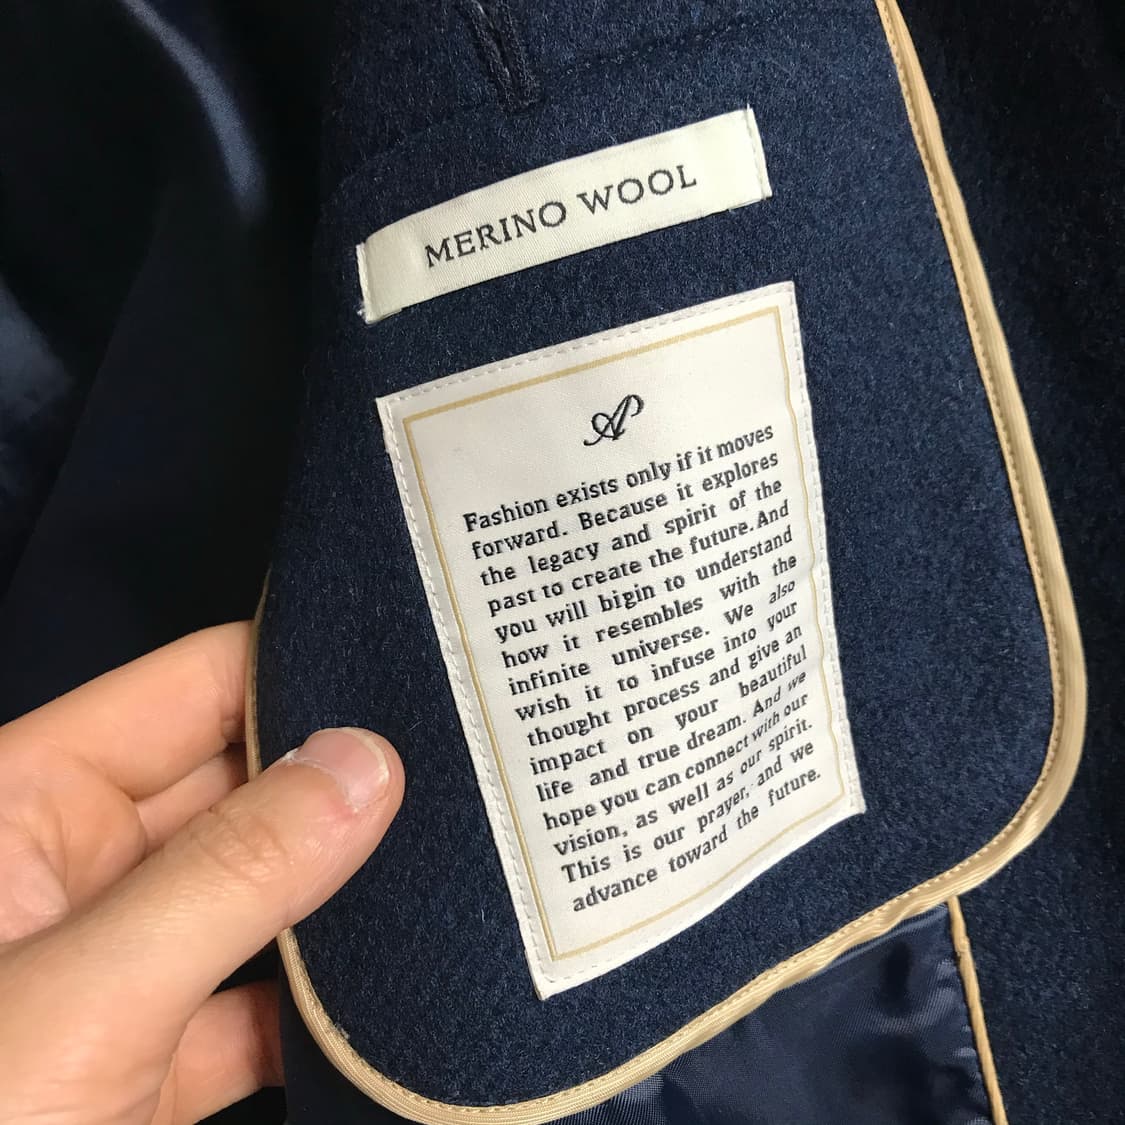 MERINO WOOL
AP
Fashion exists only if it moves
forward. Because it explores
the legacy and spirit of the
past to create the future. And
you will bigin to understand
how it resembles with the
infinite universe. We also
wish it to infuse into your
thought process and give an
impact on your beautiful
life and true dream. And we
hope you can connect with our
vision, as well as our spirit.
This is our prayer, and we
advance toward the future.